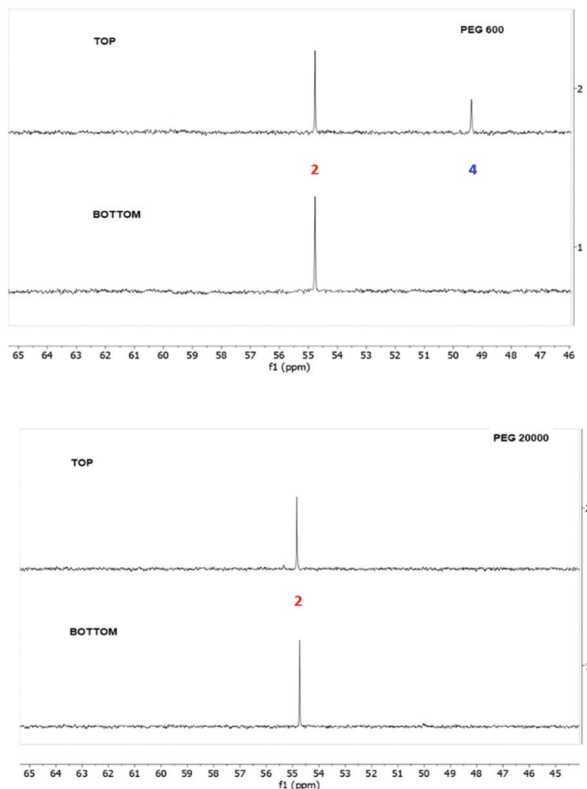 PEG 600
TOP
2
2 4
BOTTOM
1
65 64 63 62 61 60 59 58 57 56 55 54 53 52 51 50 49 48 47 46
f1 (ppm)
PEG 20000
TOP
2
BOTTOM
65 64 63 62 61 60 59 58 57 56 55 54 53 52 51 50 49 48 47 46 45
f1 (ppm)